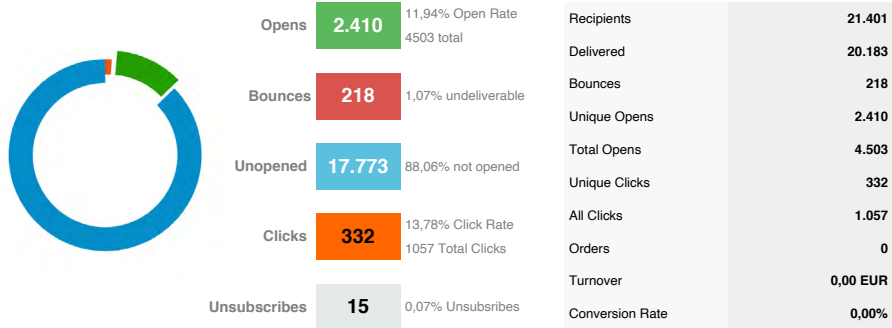 Opens
2.410
11,94% Open Rate
4503 total
Bounces
218
1,07% undeliverable
Unopened
17.773
88,06% not opened
Clicks
332
13,78% Click Rate
1057 Total Clicks
Unsubscribes
15
0,07% Unsubsribes
Recipients 21.401
Delivered 20.183
Bounces 218
Unique Opens 2.410
Total Opens 4.503
Unique Clicks 332
All Clicks 1.057
Orders 0
Turnover 0,00 EUR
Conversion Rate 0,00%